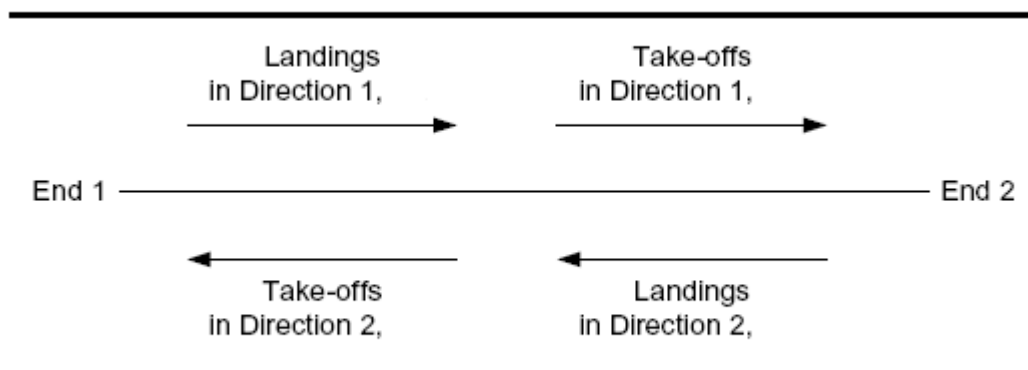 Landings
in Direction 1,
Take-offs
in Direction 1,
End 1
End 2
Take-offs
in Direction 2,
Landings
in Direction 2,